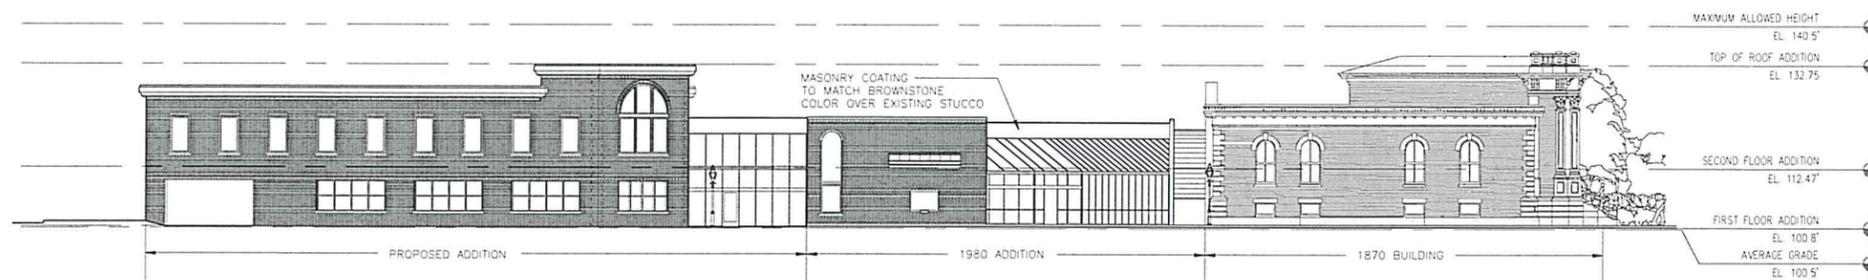 MAXIMUM ALLOWED HEIGHT
EL. 140.5'
TOP OF ROOF ADDITION
EL. 132.75
MASONRY COATING
TO MATCH BROWNSTONE
COLOR OVER EXISTING STUCCO
SECOND FLOOR ADDITION
EL. 112.47'
FIRST FLOOR ADDITION
EL. 100.8'
AVERAGE GRADE
EL 100.5'
PROPOSED ADDITION
1980 ADDITION
1870 BUILDING